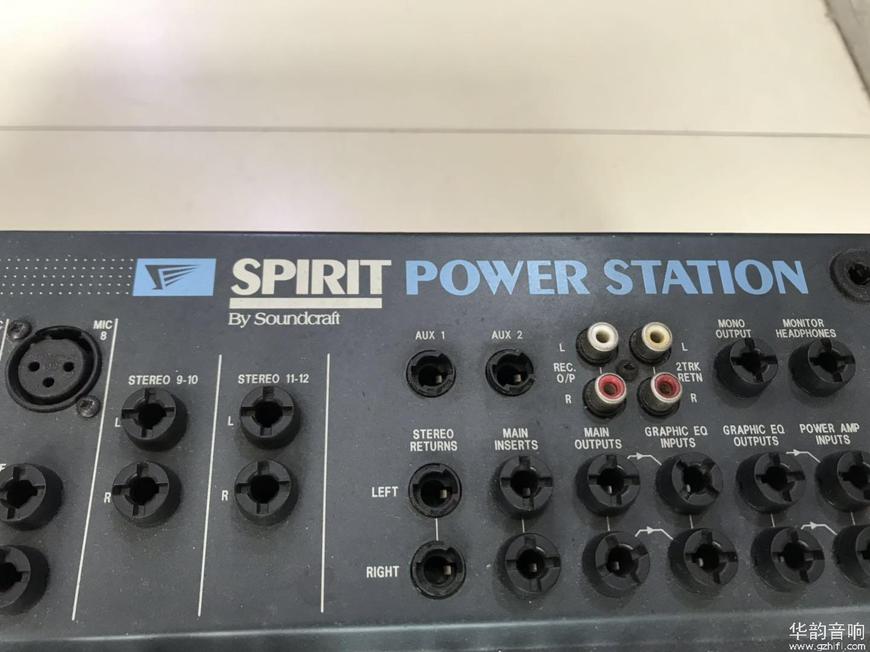 SPIRIT POWER STATION
By Soundcraft
MIC
8
STEREO 9-10
L
R
STEREO 11-12
L
R
AUX 1
AUX 2
L
REC.
O/P
R
L
2TRK
RETN
R
MONO
OUTPUT
MONITOR
HEADPHONES
STEREO
RETURNS
MAIN
INSERTS
MAIN
OUTPUTS
GRAPHIC EQ
INPUTS
GRAPHIC EQ
OUTPUTS
POWER AMP
INPUTS
LEFT
RIGHT
华韵音响
www.gzhifi.com